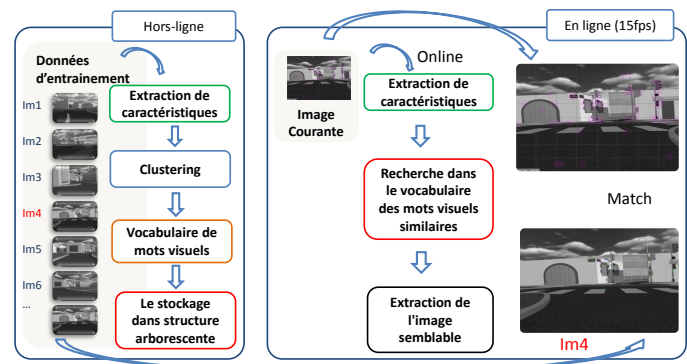 Hors-ligne
Données
d'entrainement
Im1
Im2
Im3
Im4
Im5
Im6
...
Extraction de
caractéristiques
Clustering
Vocabulaire de
mots visuels
Le stockage
dans structure
arborescente
En ligne (15fps)
Online
Image
Courante
Extraction de
caractéristiques
Recherche dans
le vocabulaire
des mots visuels
similaires
Extraction de
l'image
semblable
Match
Im4